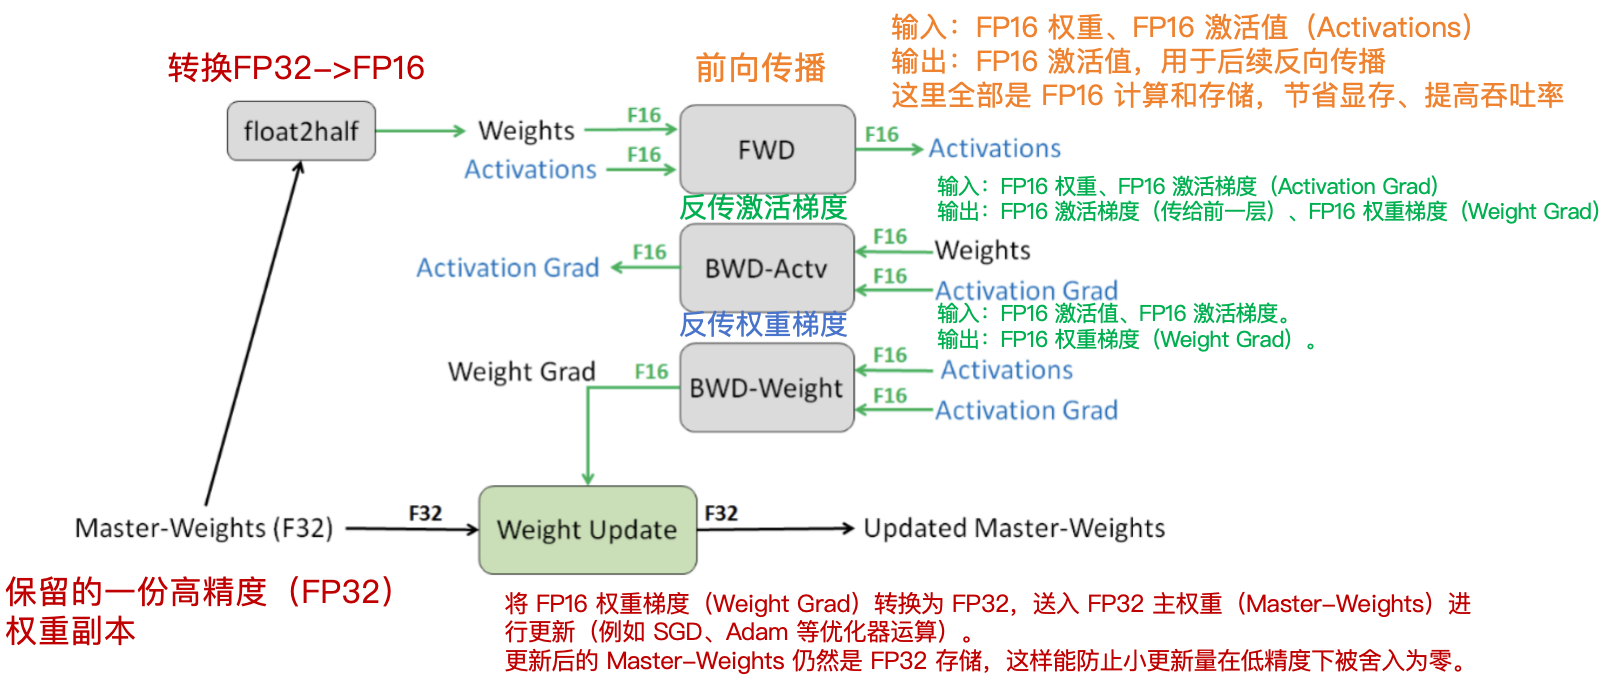 输入：FP16 权重、FP16 激活值（Activations）
转换FP32->FP16
前向传播
输出：FP16 激活值，用于后续反向传播
这里全部是 FP16 计算和存储，节省显存、提高吞吐率
float2half
Weights
F16
Activations
F16
FWD
F16
Activations
输入：FP16 权重、FP16 激活梯度（Activation Grad）
反传激活梯度
输出：FP16 激活梯度（传给前一层）、FP16 权重梯度（Weight Grad）
Activation Grad
F16
BWD-Actv
F16
Weights
F16
Activation Grad
输入：FP16 激活值、FP16 激活梯度。
反传权重梯度
输出：FP16 权重梯度（Weight Grad）。
Weight Grad
F16
BWD-Weight
F16
Activations
F16
Activation Grad
Master-Weights (F32)
F32
Weight Update
F32
Updated Master-Weights
保留的一份高精度（FP32）
权重副本
将 FP16 权重梯度（Weight Grad）转换为 FP32，送入 FP32 主权重（Master-Weights）进
行更新（例如 SGD、Adam 等优化器运算）。
更新后的 Master-Weights 仍然是 FP32 存储，这样能防止小更新量在低精度下被舍入为零。